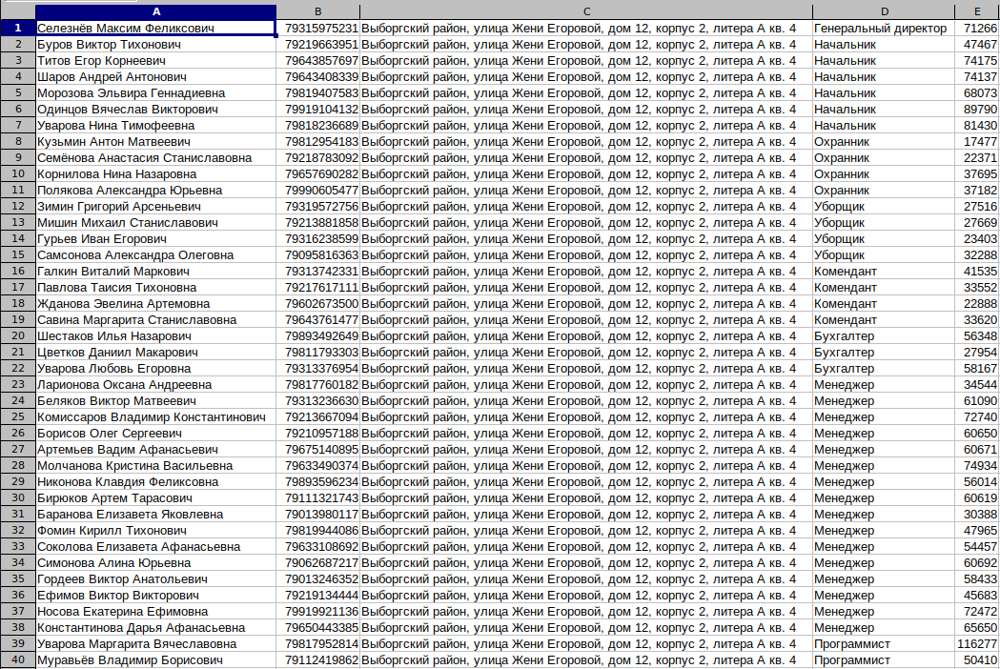 A B C D E
1 Селезнёв Максим Феликсович 79315975231 Выборгский район, улица Жени Егоровой, дом 12, корпус 2, литера А кв. 4 Генеральный директор 71266
2 Буров Виктор Тихонович 79219663951 Выборгский район, улица Жени Егоровой, дом 12, корпус 2, литера А кв. 4 Начальник 47467
3 Титов Егор Корнеевич 79643857697 Выборгский район, улица Жени Егоровой, дом 12, корпус 2, литера А кв. 4 Начальник 74175
4 Шаров Андрей Антонович 79643408339 Выборгский район, улица Жени Егоровой, дом 12, корпус 2, литера А кв. 4 Начальник 74137
5 Морозова Эльвира Геннадиевна 79819407583 Выборгский район, улица Жени Егоровой, дом 12, корпус 2, литера А кв. 4 Начальник 68073
6 Одинцов Вячеслав Викторович 79919104132 Выборгский район, улица Жени Егоровой, дом 12, корпус 2, литера А кв. 4 Начальник 89790
7 Уварова Нина Тимофеевна 79818236689 Выборгский район, улица Жени Егоровой, дом 12, корпус 2, литера А кв. 4 Начальник 81430
8 Кузьмин Антон Матвеевич 79812954183 Выборгский район, улица Жени Егоровой, дом 12, корпус 2, литера А кв. 4 Охранник 17477
9 Семёнова Анастасия Станиславовна 79218783092 Выборгский район, улица Жени Егоровой, дом 12, корпус 2, литера А кв. 4 Охранник 22371
10 Корнилова Нина Назаровна 79657690282 Выборгский район, улица Жени Егоровой, дом 12, корпус 2, литера А кв. 4 Охранник 37695
11 Полякова Александра Юрьевна 79990605477 Выборгский район, улица Жени Егоровой, дом 12, корпус 2, литера А кв. 4 Охранник 37182
12 Зимин Григорий Арсеньевич 79319572756 Выборгский район, улица Жени Егоровой, дом 12, корпус 2, литера А кв. 4 Уборщик 27516
13 Мишин Михаил Станиславович 79213881858 Выборгский район, улица Жени Егоровой, дом 12, корпус 2, литера А кв. 4 Уборщик 27669
14 Гурьев Иван Егорович 79316238599 Выборгский район, улица Жени Егоровой, дом 12, корпус 2, литера А кв. 4 Уборщик 23403
15 Самсонова Александра Олеговна 79095816363 Выборгский район, улица Жени Егоровой, дом 12, корпус 2, литера А кв. 4 Уборщик 32288
16 Галкин Виталий Маркович 79313742331 Выборгский район, улица Жени Егоровой, дом 12, корпус 2, литера А кв. 4 Комендант 41535
17 Павлова Таисия Тихоновна 79217617111 Выборгский район, улица Жени Егоровой, дом 12, корпус 2, литера А кв. 4 Комендант 33552
18 Жданова Эвелина Артемовна 79602673500 Выборгский район, улица Жени Егоровой, дом 12, корпус 2, литера А кв. 4 Комендант 22888
19 Савина Маргарита Станиславовна 79643761477 Выборгский район, улица Жени Егоровой, дом 12, корпус 2, литера А кв. 4 Комендант 33620
20 Шестаков Илья Назарович 79893492649 Выборгский район, улица Жени Егоровой, дом 12, корпус 2, литера А кв. 4 Бухгалтер 56348
21 Цветков Даниил Макарович 79811793303 Выборгский район, улица Жени Егоровой, дом 12, корпус 2, литера А кв. 4 Бухгалтер 27954
22 Уварова Любовь Егоровна 79313376954 Выборгский район, улица Жени Егоровой, дом 12, корпус 2, литера А кв. 4 Бухгалтер 58167
23 Ларионова Оксана Андреевна 79817760182 Выборгский район, улица Жени Егоровой, дом 12, корпус 2, литера А кв. 4 Менеджер 34544
24 Беляков Виктор Матвеевич 79313236630 Выборгский район, улица Жени Егоровой, дом 12, корпус 2, литера А кв. 4 Менеджер 61090
25 Комиссаров Владимир Константинович 79213667094 Выборгский район, улица Жени Егоровой, дом 12, корпус 2, литера А кв. 4 Менеджер 72740
26 Борисов Олег Сергеевич 79210957188 Выборгский район, улица Жени Егоровой, дом 12, корпус 2, литера А кв. 4 Менеджер 60650
27 Артемьев Вадим Афанасьевич 79675140895 Выборгский район, улица Жени Егоровой, дом 12, корпус 2, литера А кв. 4 Менеджер 60671
28 Молчанова Кристина Васильевна 79633490374 Выборгский район, улица Жени Егоровой, дом 12, корпус 2, литера А кв. 4 Менеджер 74934
29 Никонова Клавдия Феликсовна 79893596234 Выборгский район, улица Жени Егоровой, дом 12, корпус 2, литера А кв. 4 Менеджер 56014
30 Бирюков Артем Тарасович 79111321743 Выборгский район, улица Жени Егоровой, дом 12, корпус 2, литера А кв. 4 Менеджер 60619
31 Баранова Елизавета Яковлевна 79013980117 Выборгский район, улица Жени Егоровой, дом 12, корпус 2, литера А кв. 4 Менеджер 30388
32 Фомин Кирилл Тихонович 79819944086 Выборгский район, улица Жени Егоровой, дом 12, корпус 2, литера А кв. 4 Менеджер 47965
33 Соколова Елизавета Афанасьевна 79633108692 Выборгский район, улица Жени Егоровой, дом 12, корпус 2, литера А кв. 4 Менеджер 54457
34 Симонова Алина Юрьевна 79062687217 Выборгский район, улица Жени Егоровой, дом 12, корпус 2, литера А кв. 4 Менеджер 60692
35 Гордеев Виктор Анатольевич 79013246352 Выборгский район, улица Жени Егоровой, дом 12, корпус 2, литера А кв. 4 Менеджер 58433
36 Ефимов Виктор Викторович 79219134444 Выборгский район, улица Жени Егоровой, дом 12, корпус 2, литера А кв. 4 Менеджер 45683
37 Носова Екатерина Ефимовна 79919921136 Выборгский район, улица Жени Егоровой, дом 12, корпус 2, литера А кв. 4 Менеджер 72472
38 Константинова Дарья Афанасьевна 79650443385 Выборгский район, улица Жени Егоровой, дом 12, корпус 2, литера А кв. 4 Менеджер 65650
39 Уварова Маргарита Вячеславовна 79817952814 Выборгский район, улица Жени Егоровой, дом 12, корпус 2, литера А кв. 4 Программист 116277
40 Муравьёв Владимир Борисович 79112419862 Выборгский район, улица Жени Егоровой, дом 12, корпус 2, литера А кв. 4 Программист 50410